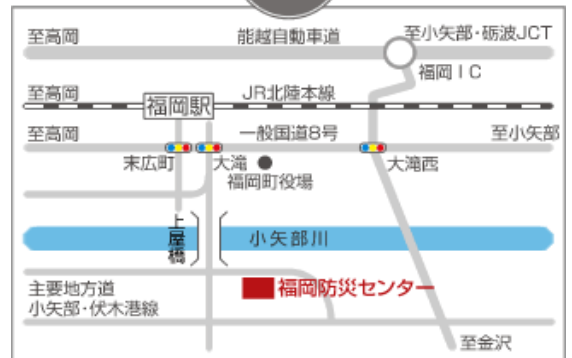 至高岡
能越自動車道
至小矢部・砺波JCT
福岡IC
至高岡
福岡駅
JR北陸本線
至高岡
一般国道8号
至小矢部
末広町
大滝
福岡町役場
大滝西
土屋橋
小矢部川
主要地方道
小矢部・伏木港線
福岡防災センター
至金沢